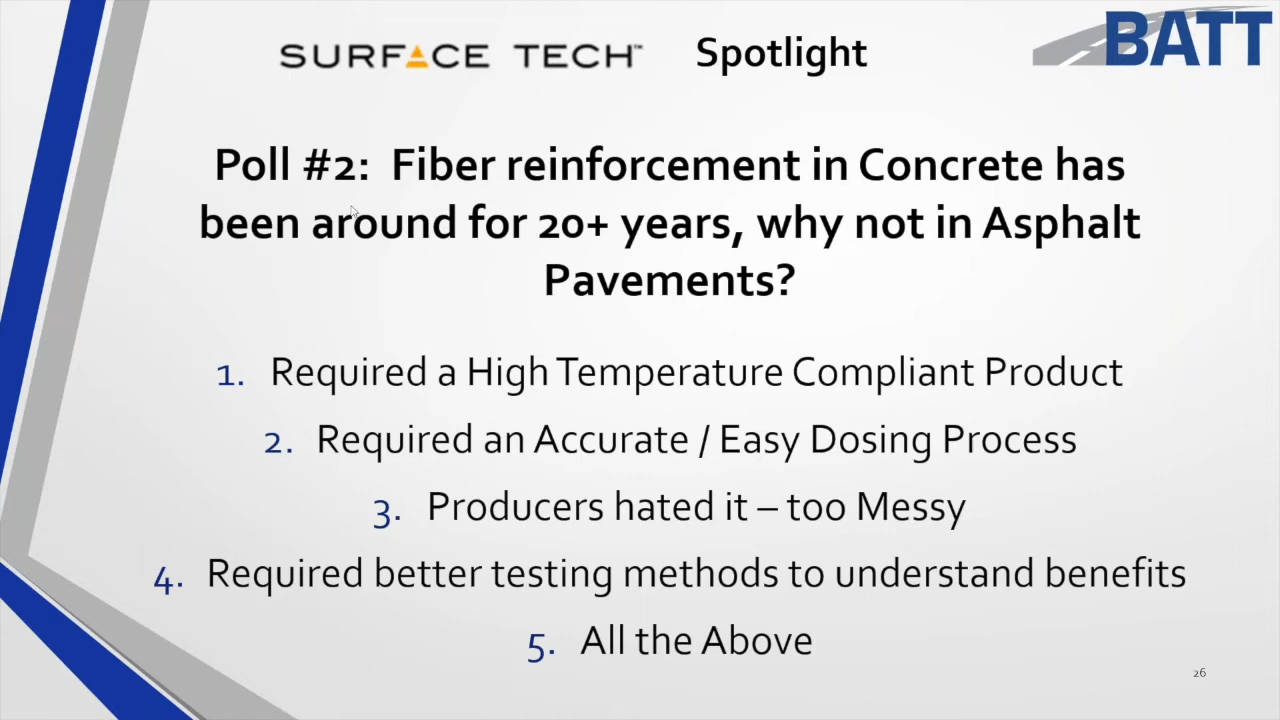 SURFACE TECH™ Spotlight
BATT
Poll #2: Fiber reinforcement in Concrete has
been around for 20+ years, why not in Asphalt
Pavements?
1. Required a High Temperature Compliant Product
2. Required an Accurate / Easy Dosing Process
3. Producers hated it – too Messy
4. Required better testing methods to understand benefits
5. All the Above
26